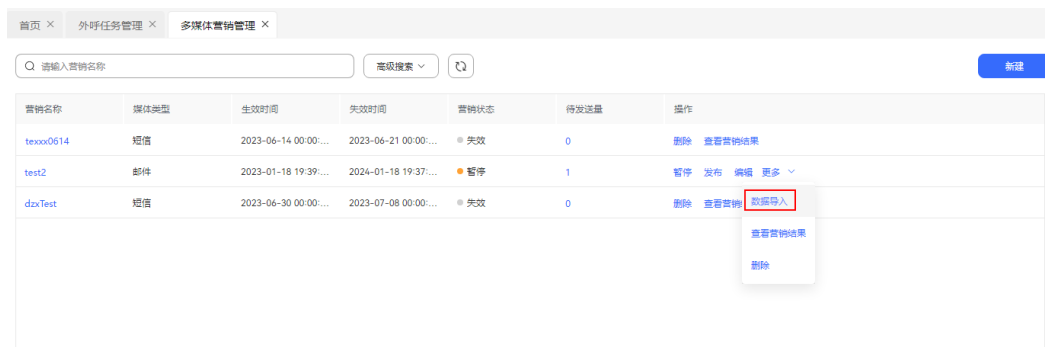 首页 × 外呼任务管理 × 多媒体营销管理 ×
请输入营销名称 高级搜索 新建
营销名称 媒体类型 生效时间 失效时间 营销状态 待发送量 操作
texxx0614 短信 2023-06-14 00:00:... 2023-06-21 00:00:... 失效 0 删除 查看营销结果
test2 邮件 2023-01-18 19:39:... 2024-01-18 19:37:... 暂停 1 暂停 发布 编辑 更多
dzxTest 短信 2023-06-30 00:00:... 2023-07-08 00:00:... 失效 0 删除 查看营销
数据导入
查看营销结果
删除